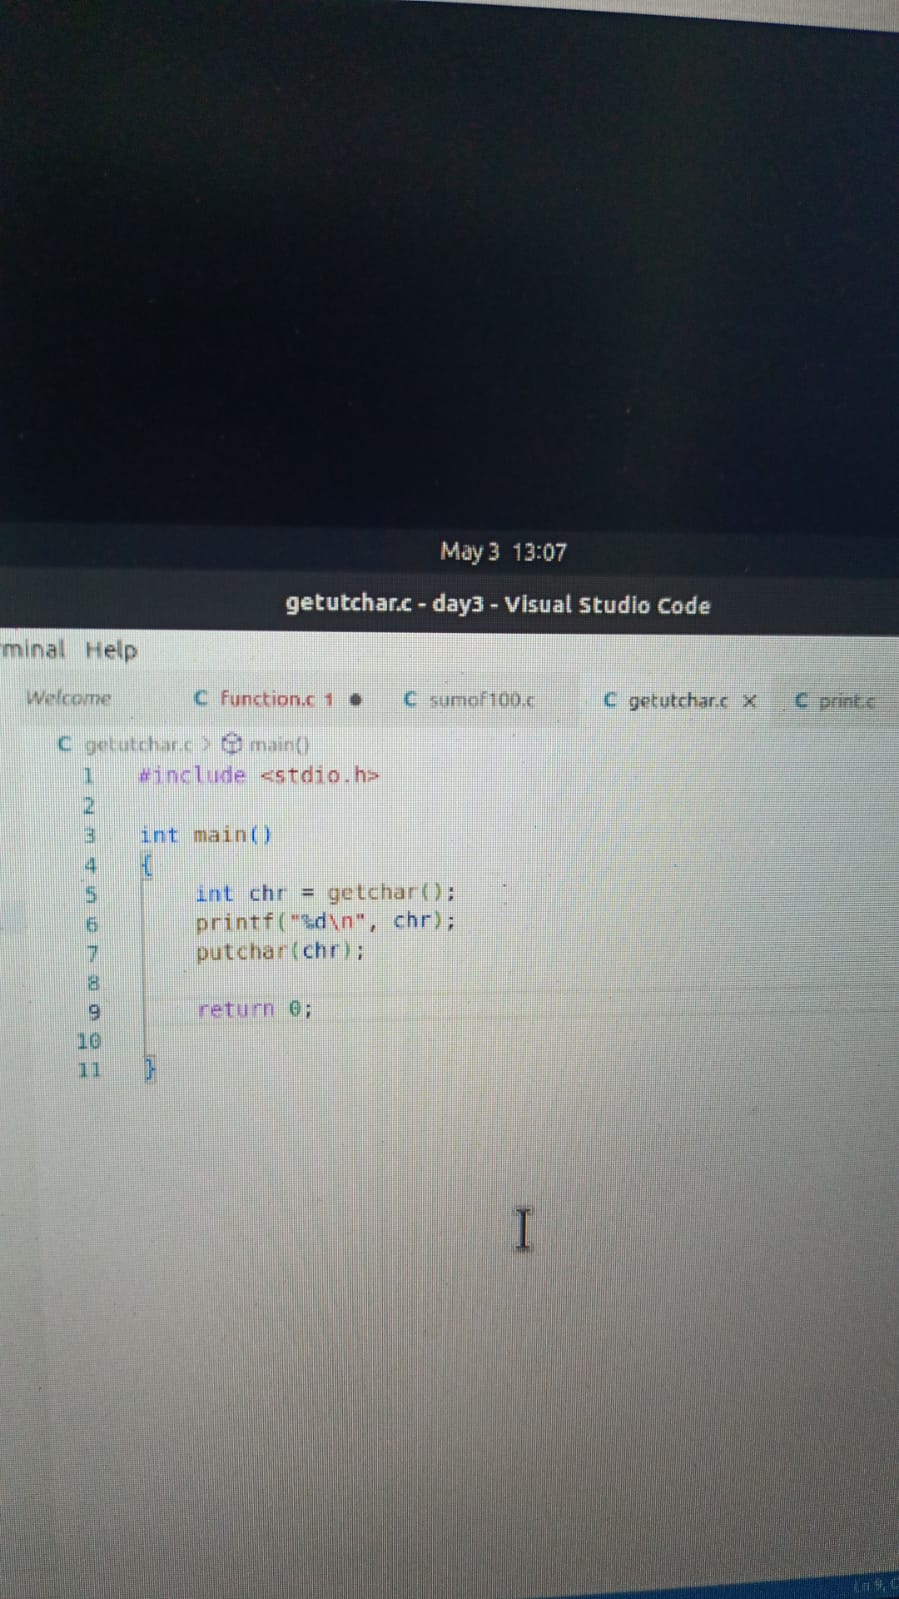 May 3 13:07
getutchar.c - day3 - Visual Studio Code
minal Help
Welcome C Function.c 1 ● C sumof100.c C getutchar.c × C print.c
C getutchar.c > main()
1 #include <stdio.h>
2
3 int main()
4 {
5 int chr = getchar();
6 printf("%d\n", chr);
7 putchar(chr);
8
9 return 0;
10
11 }
Ln 9, C